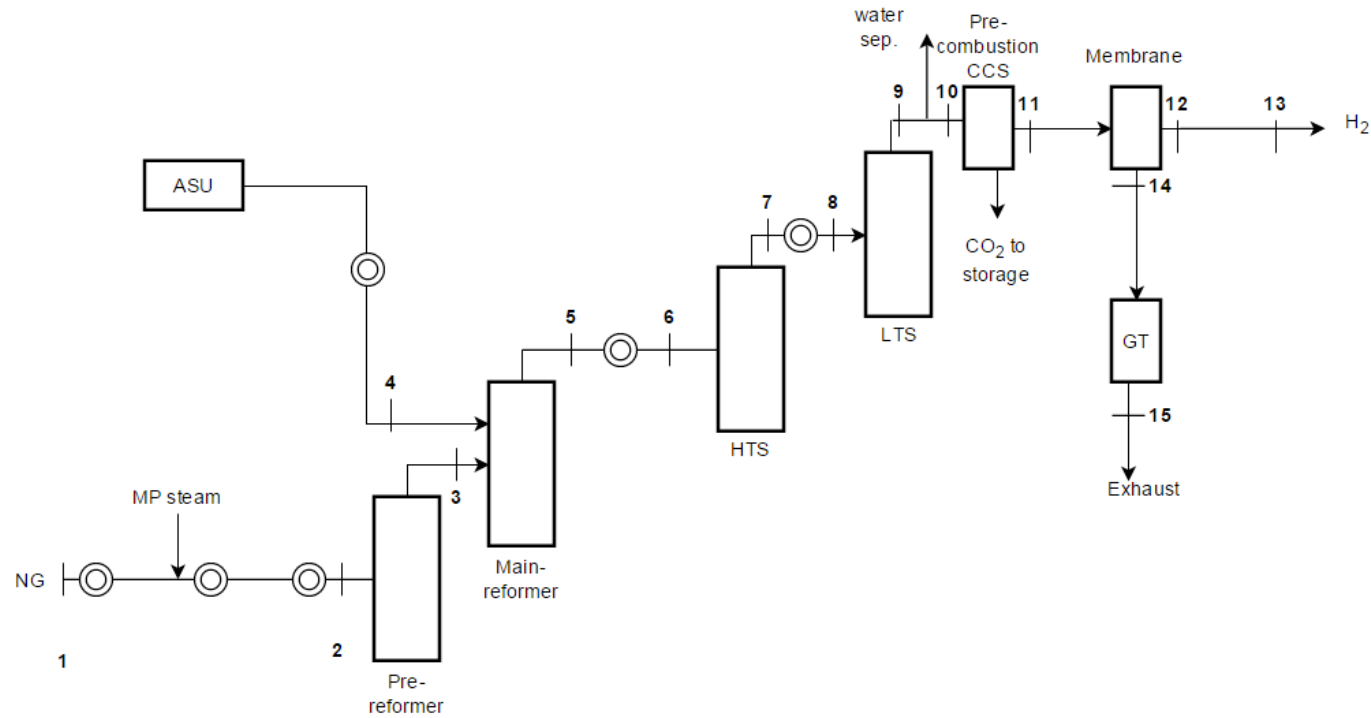 water
sep.
Pre-
combustion
CCS
Membrane
9
10
11
12
13
H2
ASU
14
7
8
CO2 to
storage
LTS
GT
5
6
4
15
HTS
3
Exhaust
MP steam
Main-
reformer
NG
1
2
Pre-
reformer